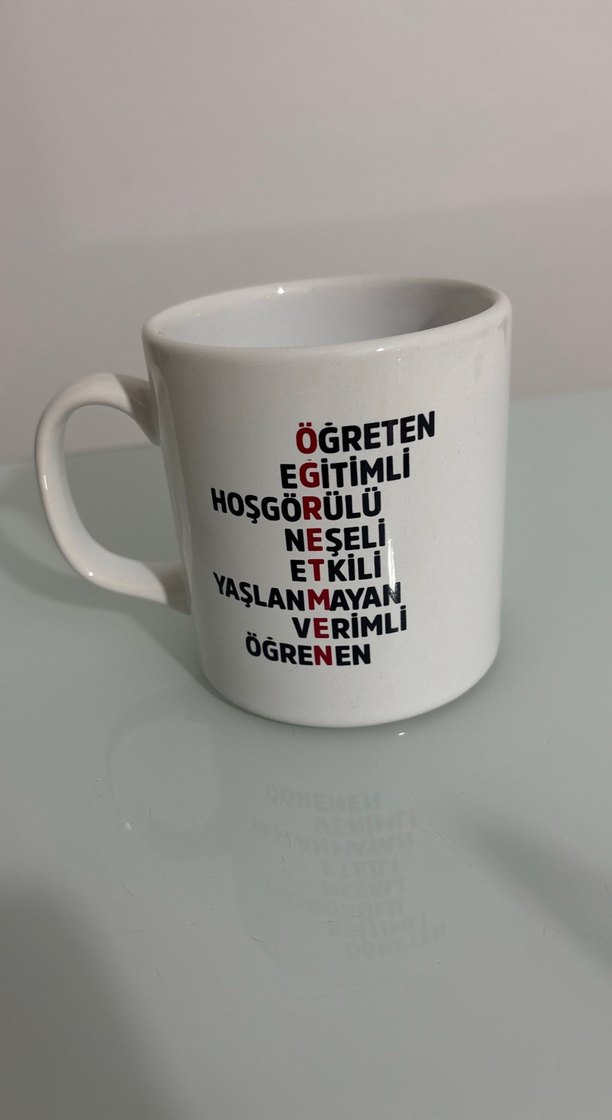 ÖĞRETEN
EĞİTİMLİ
HOŞGÖRÜLÜ
NEŞELİ
ETKİLİ
YAŞLANMAYAN
VERİMLİ
ÖĞRENEN